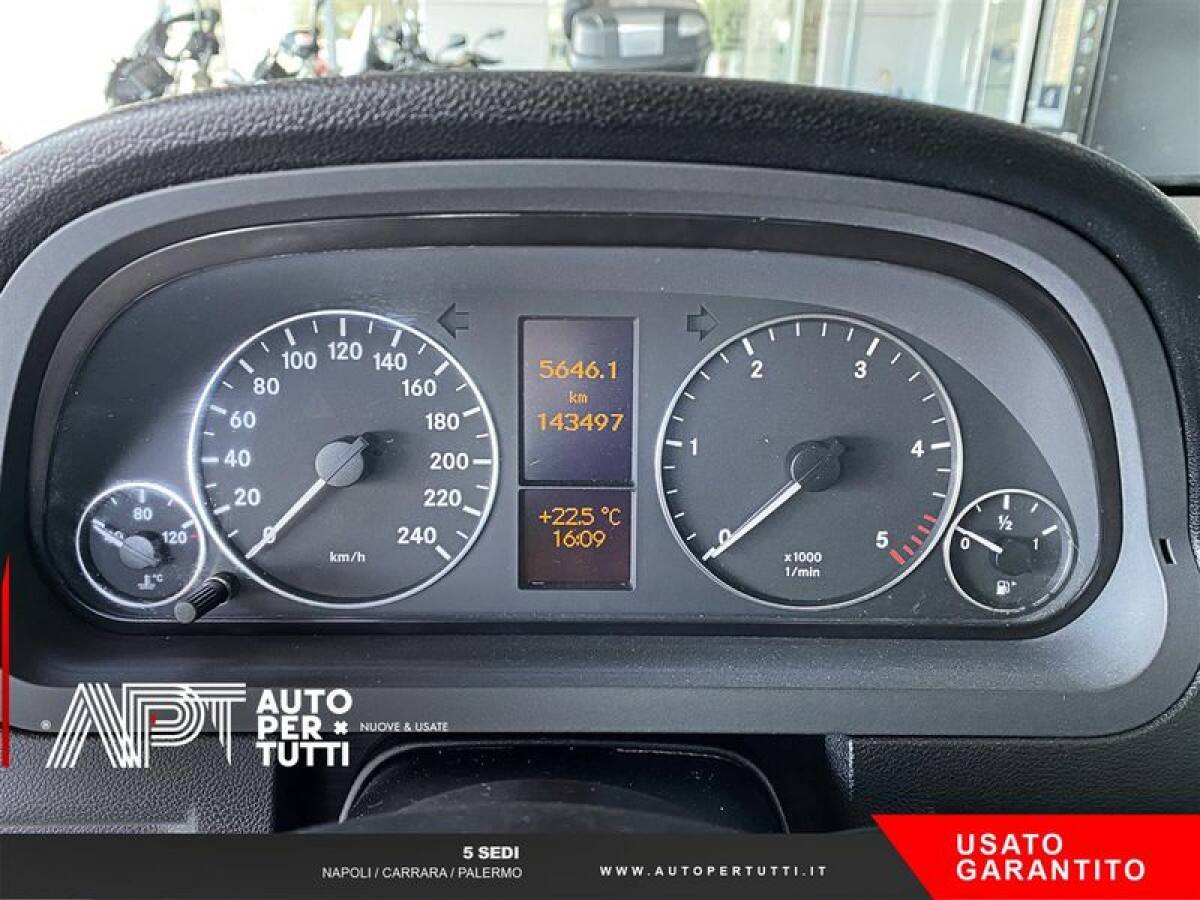 20
40
60
80
100
120
140
160
180
200
220
240
0
km/h
80
120
°C
5646.1
km
143497
+22.5 °C
16:09
0
1
2
3
4
5
x1000
1/min
0
1/2
1
®
APT
AUTO
PER
TUTTI
NUOVE & USATE
5 SEDI
NAPOLI / CARRARA / PALERMO
WWW.AUTOPERTUTTI.IT
USATO
GARANTITO